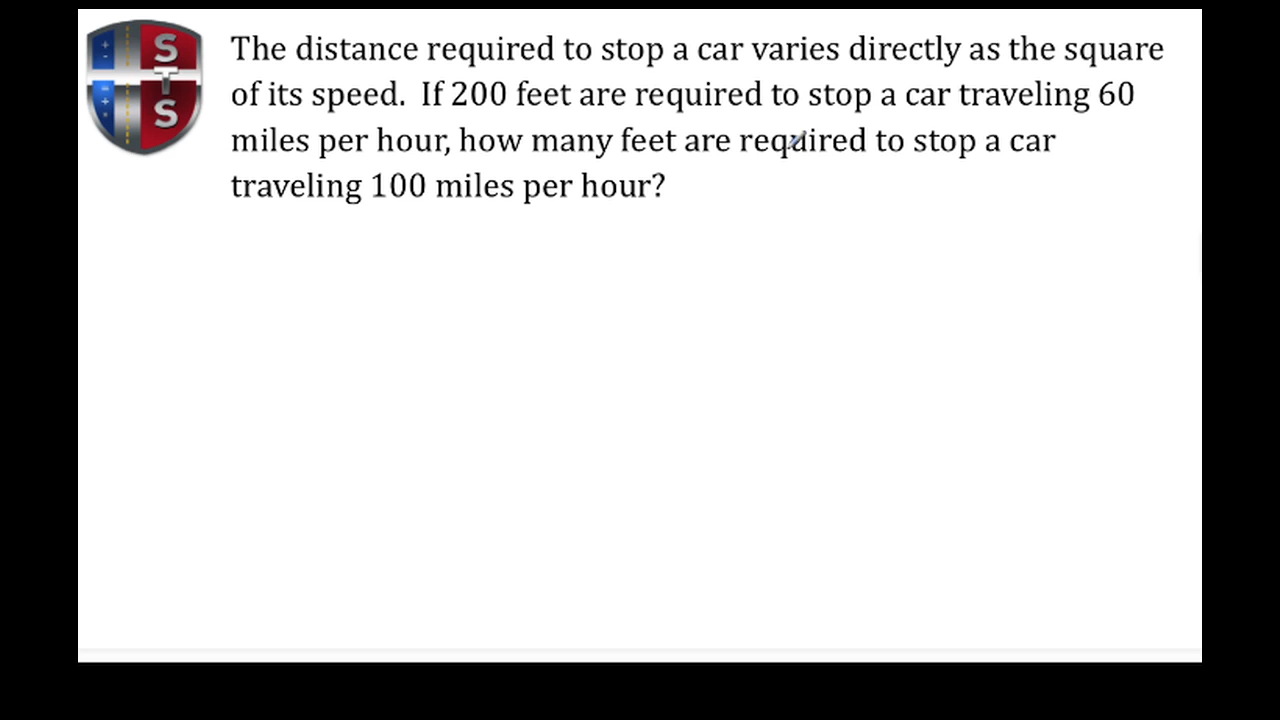 S
T
S
The distance required to stop a car varies directly as the square
of its speed.  If 200 feet are required to stop a car traveling 60
miles per hour, how many feet are required to stop a car
traveling 100 miles per hour?